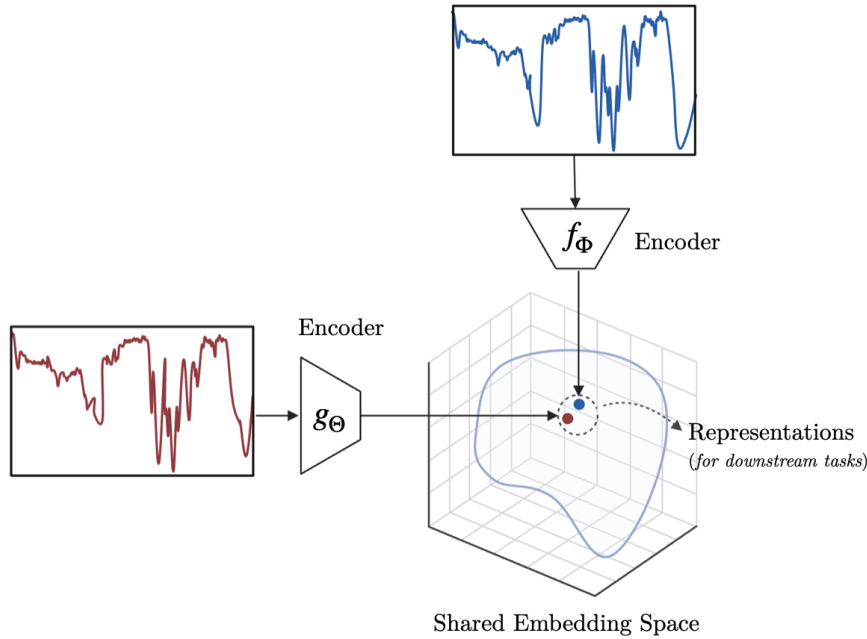 f_Φ
Encoder
Encoder
g_Θ
Representations
(for downstream tasks)
Shared Embedding Space